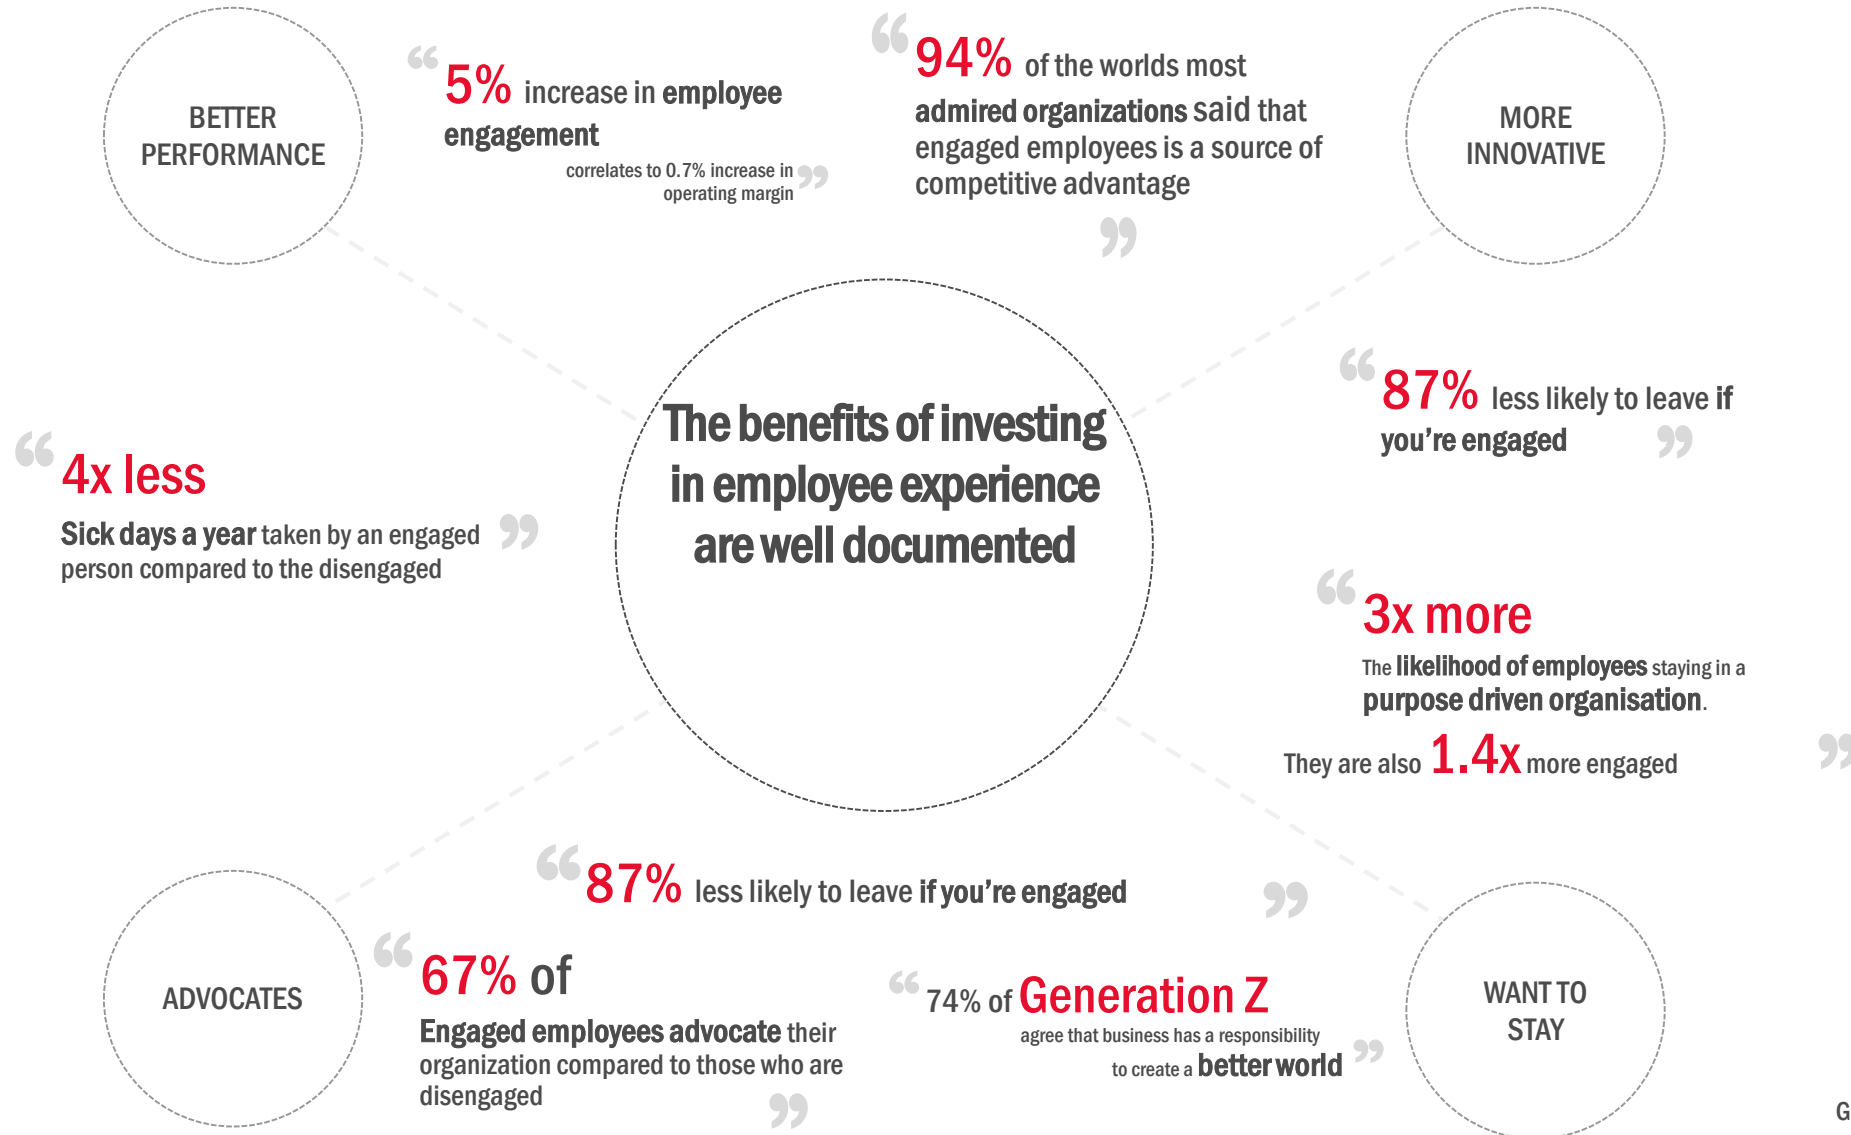 BETTER
PERFORMANCE
“
5% increase in employee
engagement
correlates to 0.7% increase in
operating margin
”
“
94% of the worlds most
admired organizations said that
engaged employees is a source of
competitive advantage
”
MORE
INNOVATIVE
The benefits of investing
in employee experience
are well documented
“
87% less likely to leave if
you’re engaged
”
“
4x less
Sick days a year taken by an engaged
person compared to the disengaged
”
“
3x more
The likelihood of employees staying in a
purpose driven organisation.
They are also 1.4x more engaged
”
“
87% less likely to leave if you’re engaged
”
ADVOCATES
“
67% of
Engaged employees advocate their
organization compared to those who are
disengaged
”
“
74% of Generation Z
agree that business has a responsibility
to create a better world
”
WANT TO
STAY
G